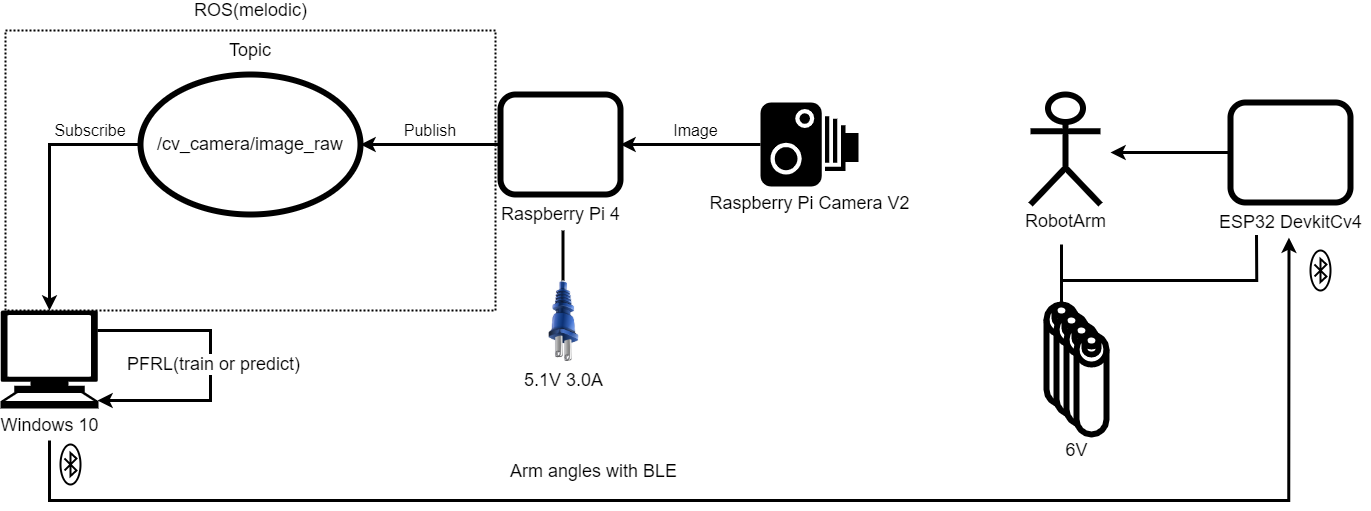 ROS(melodic)
Topic
Subscribe
/cv_camera/image_raw
Publish
Image
Raspberry Pi 4
Raspberry Pi Camera V2
RobotArm
ESP32 DevkitCv4
PFRL(train or predict)
5.1V 3.0A
Windows 10
6V
Arm angles with BLE